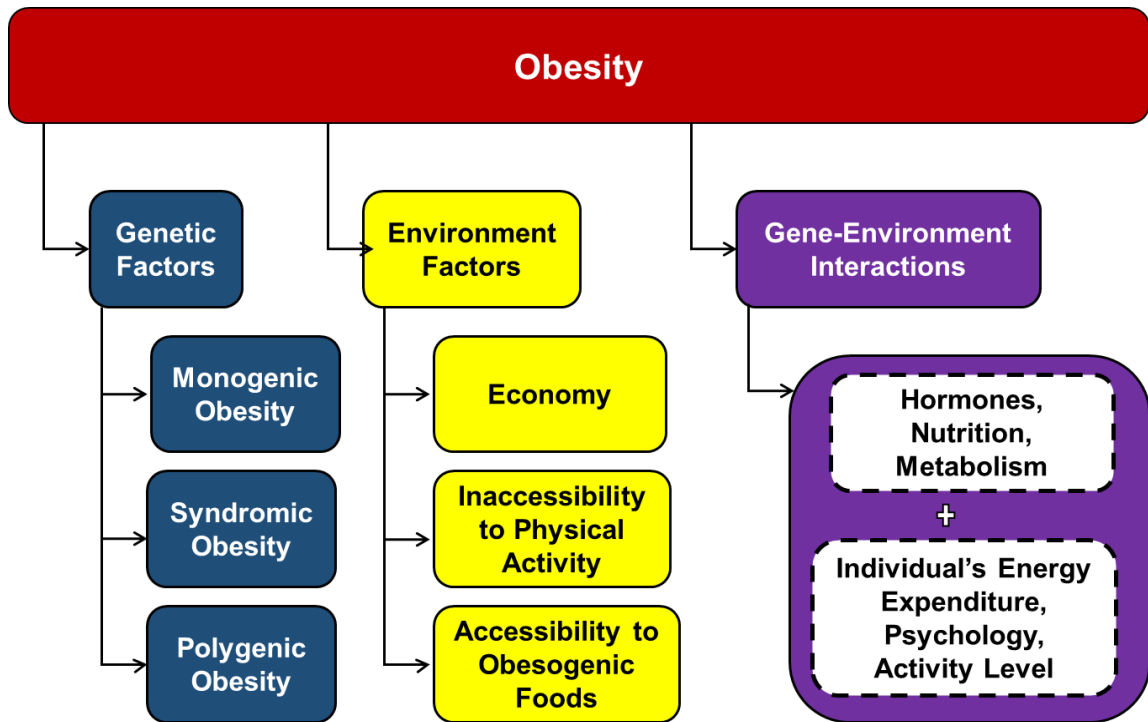 Obesity
Genetic
Factors
Monogenic
Obesity
Syndromic
Obesity
Polygenic
Obesity
Environment
Factors
Economy
Inaccessibility
to Physical
Activity
Accessibility to
Obesogenic
Foods
Gene-Environment
Interactions
Hormones,
Nutrition,
Metabolism
+
Individual’s Energy
Expenditure,
Psychology,
Activity Level